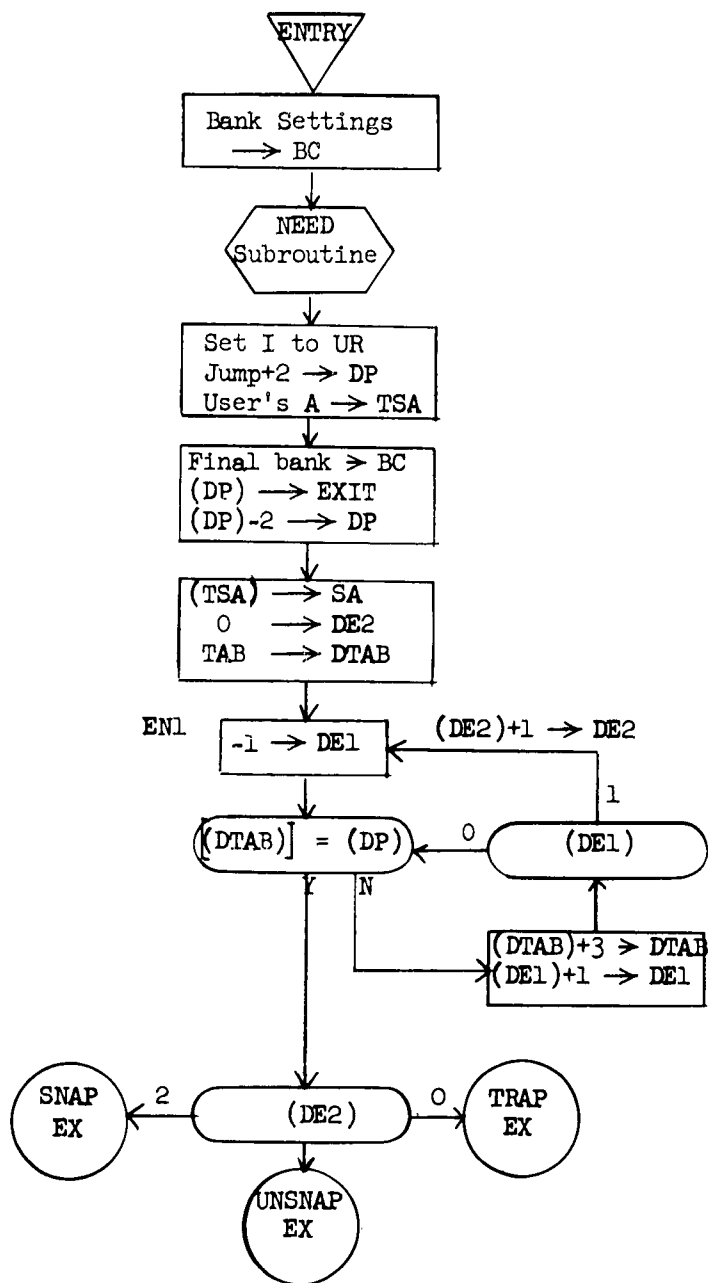 ENTRY
Bank Settings
→ BC
NEED
Subroutine
Set I to UR
Jump+2 → DP
User's A → TSA
Final bank > BC
(DP) → EXIT
(DP)-2 → DP
(TSA) → SA
0 → DE2
TAB → DTAB
EN1
-1 → DE1
(DE2)+1 → DE2
1
[(DTAB)] = (DP)
0
(DE1)
Y
N
(DTAB)+3 > DTAB
(DE1)+1 → DE1
SNAP
EX
2
(DE2)
0
TRAP
EX
UNSNAP
EX